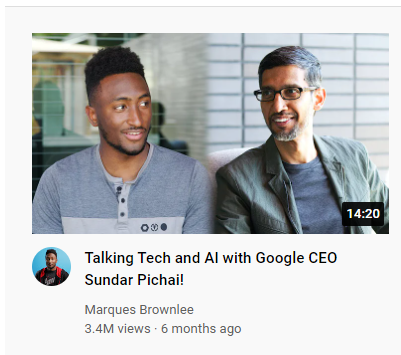 14:20
Talking Tech and AI with Google CEO
Sundar Pichai!
Marques Brownlee
3.4M views · 6 months ago